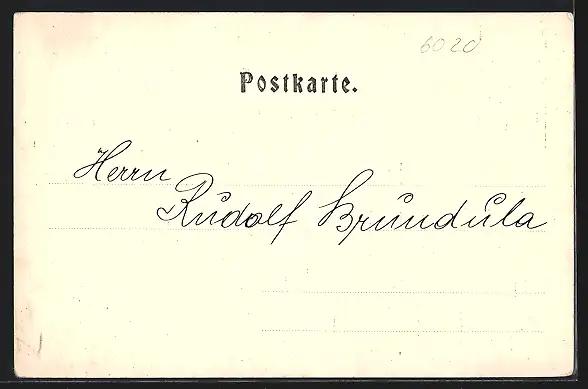 6020
Postkarte.
Herrn
Rudolf Brundula